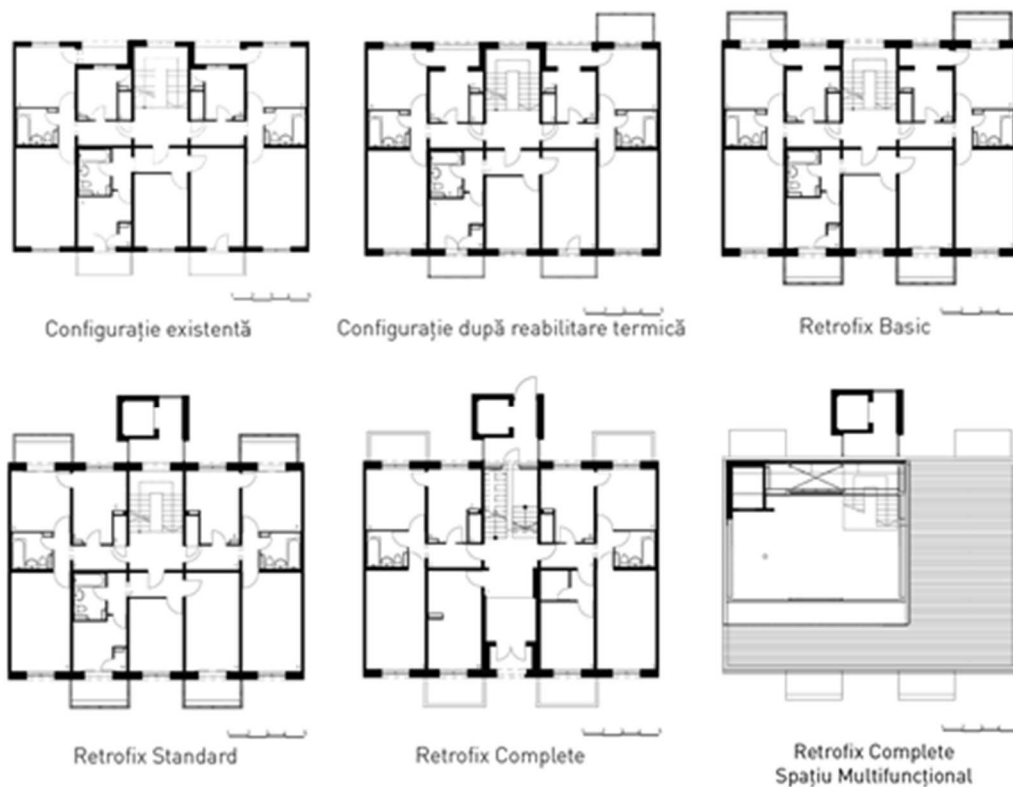 Configurație existentă
Configurație după reabilitare termică
Retrofix Basic
Retrofix Standard
Retrofix Complete
Retrofix Complete
Spațiu Multifuncțional